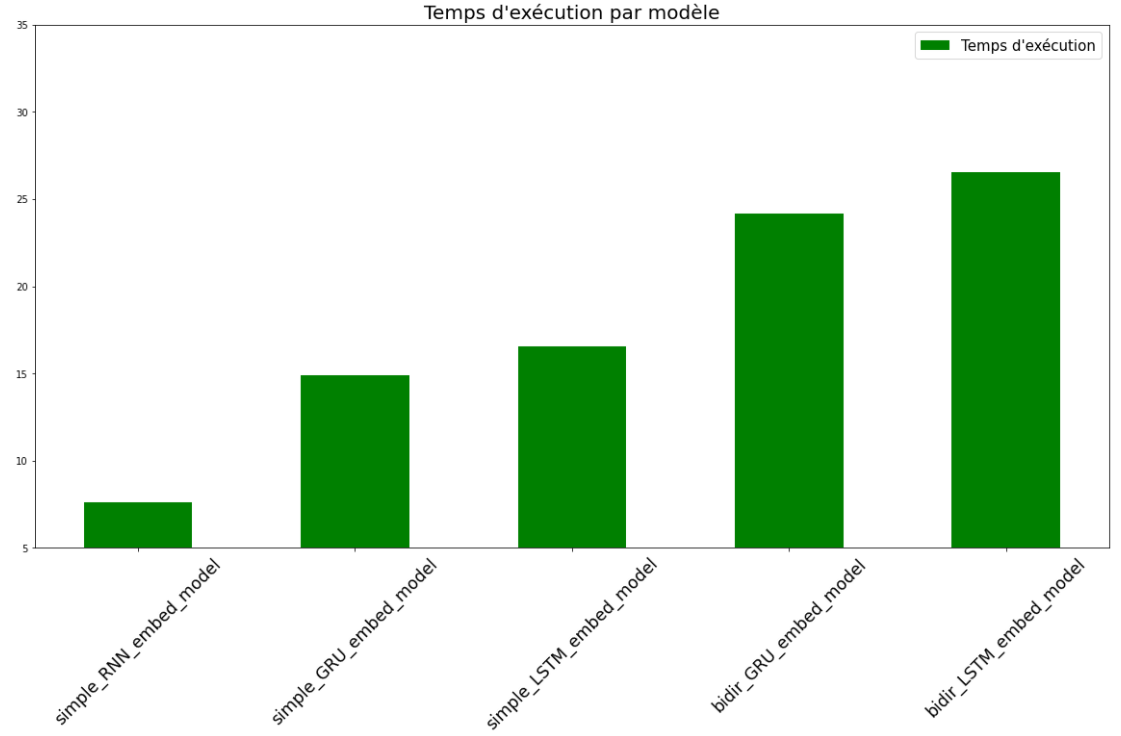 Temps d'exécution par modèle
Temps d'exécution
35
30
25
20
15
10
5
simple_RNN_embed_model
simple_GRU_embed_model
simple_LSTM_embed_model
bidir_GRU_embed_model
bidir_LSTM_embed_model